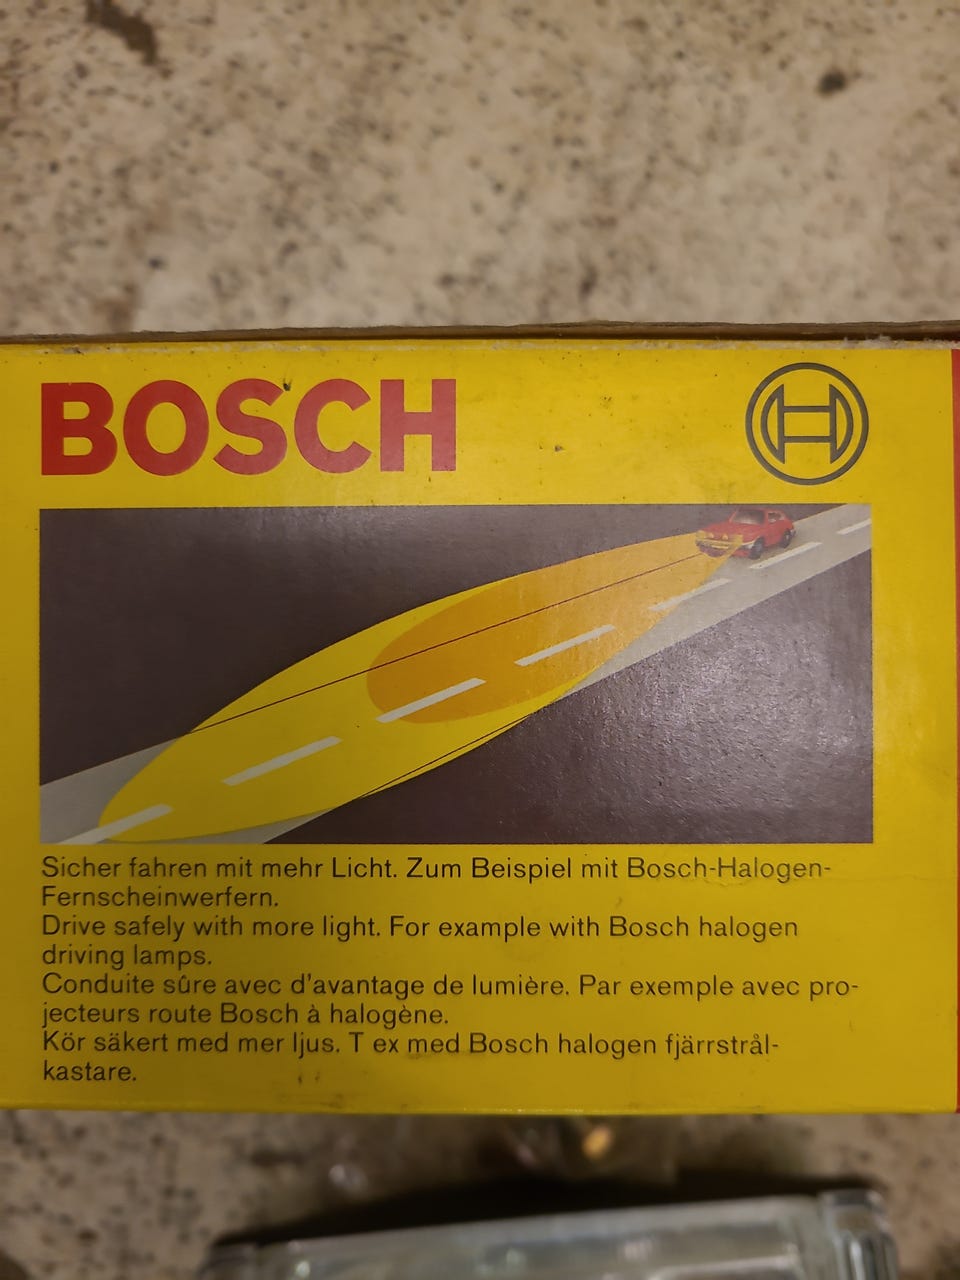 BOSCH
Sicher fahren mit mehr Licht. Zum Beispiel mit Bosch-Halogen-
Fernscheinwerfern.
Drive safely with more light. For example with Bosch halogen
driving lamps.
Conduite sûre avec d'avantage de lumière. Par exemple avec pro-
jecteurs route Bosch à halogène.
Kör säkert med mer ljus. T ex med Bosch halogen fjärrstrål-
kastare.